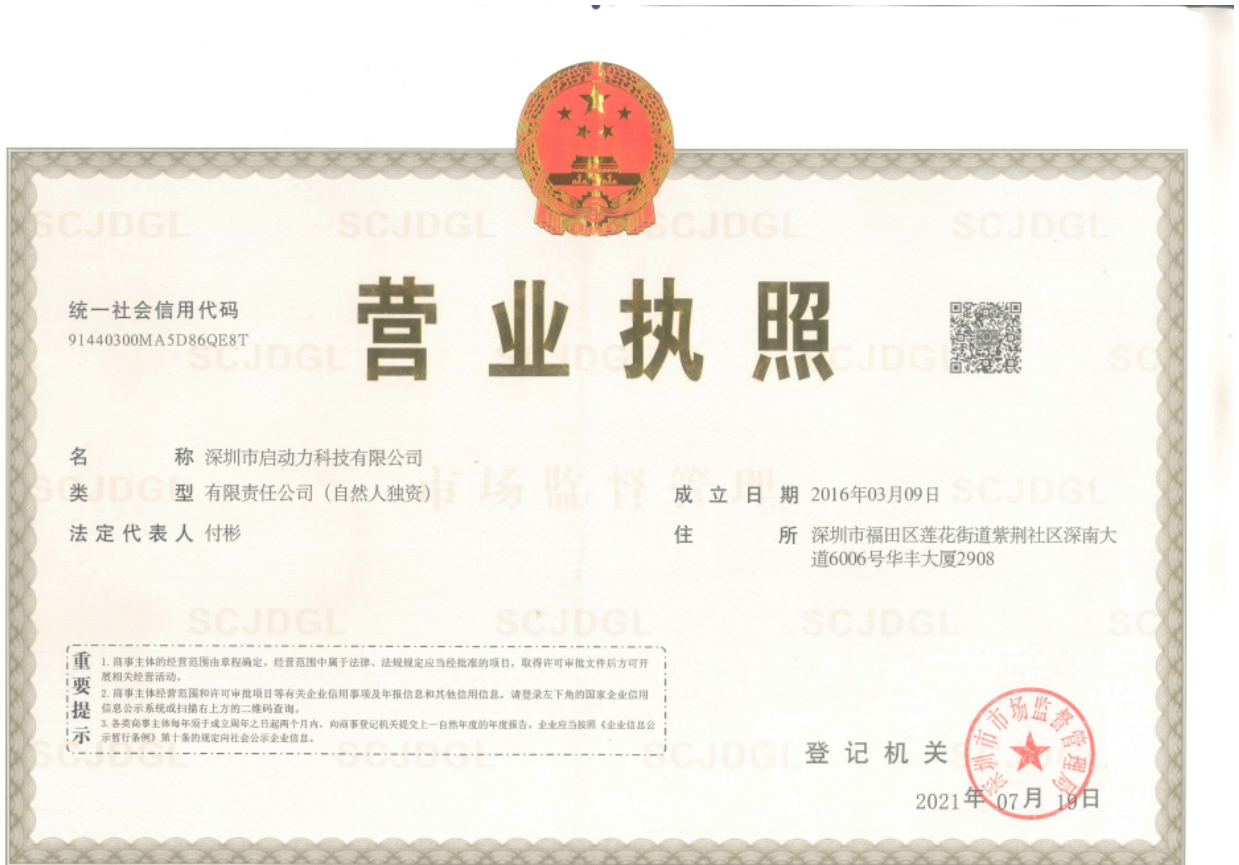 统一社会信用代码
91440300MA5D86QE8T
营业执照
名称 深圳市启动力科技有限公司
类型 有限责任公司（自然人独资）
法定代表人 付彬
成立日期 2016年03月09日
住所 深圳市福田区莲花街道紫荆社区深南大
道6006号华丰大厦2908
重要提示
1. 商事主体的经营范围由章程确定。经营范围中属于法律、法规规定应当经批准的项目，取得许可审批文件后方可开
展相关经营活动。
2. 商事主体经营范围和许可审批项目等有关企业信用事项及年报信息和其他信用信息，请登录左下角的国家企业信用
信息公示系统或扫描右上方的二维码查询。
3. 各类商事主体每年须于成立周年之日起两个月内，向商事登记机关提交上一自然年度的年度报告。企业应当按照《企业信息公
示暂行条例》第十条的规定向社会公示企业信息。
登记机关
深圳市市场监督管理局
2021年07月19日
SCJDGL
市场监督管理